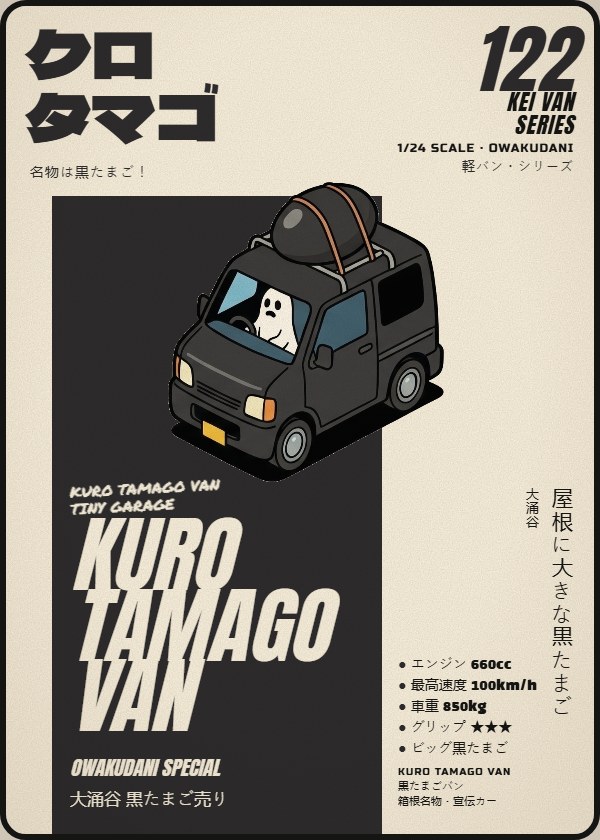 クロ
タマゴ
名物は黒たまご！
122
KEI VAN
SERIES
1/24 SCALE · OWAKUDANI
軽バン・シリーズ
KURO TAMAGO VAN
TINY GARAGE
KURO
TAMAGO
VAN
OWAKUDANI SPECIAL
大涌谷 黒たまご売り
屋根に大きな黒たまご
大涌谷
● エンジン 660cc
● 最高速度 100km/h
● 車重 850kg
● グリップ ★★★
● ビッグ黒たまご
KURO TAMAGO VAN
黒たまごバン
箱根名物・宣伝カー